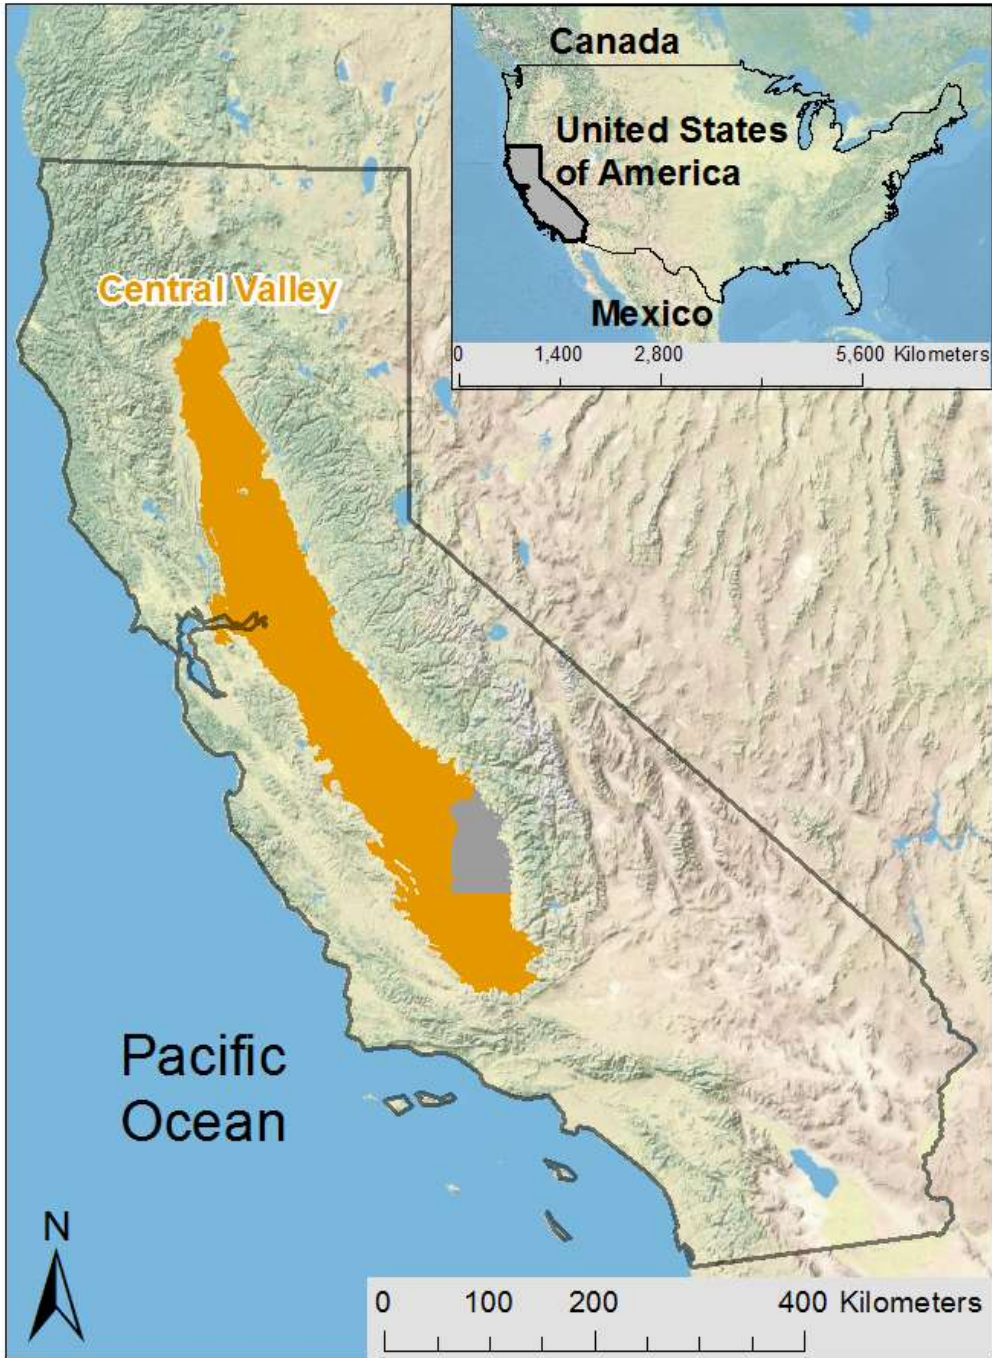 Canada
United States
of America
Mexico
0 1,400 2,800 5,600 Kilometers
Central Valley
Pacific
Ocean
N
0 100 200 400 Kilometers